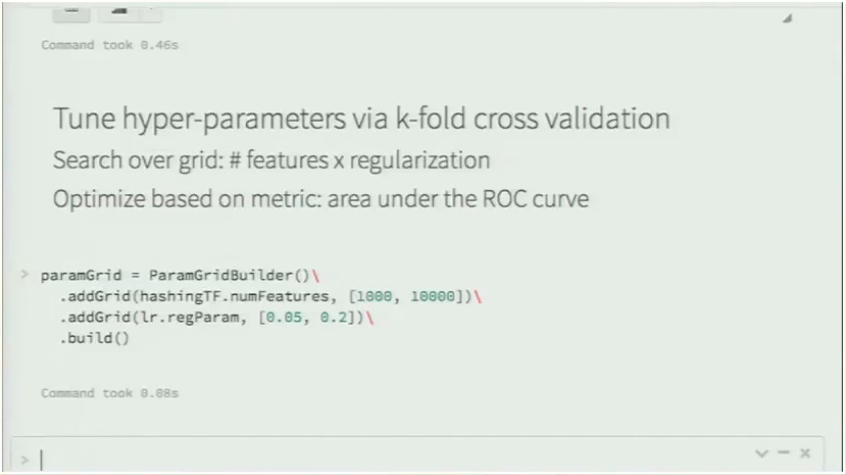 Command took 0.46s
Tune hyper-parameters via k-fold cross validation
Search over grid: # features x regularization
Optimize based on metric: area under the ROC curve
> paramGrid = ParamGridBuilder()\
.addGrid(hashingTF.numFeatures, [1000, 10000])\
.addGrid(lr.regParam, [0.05, 0.2])\
.build()
Command took 0.08s
>